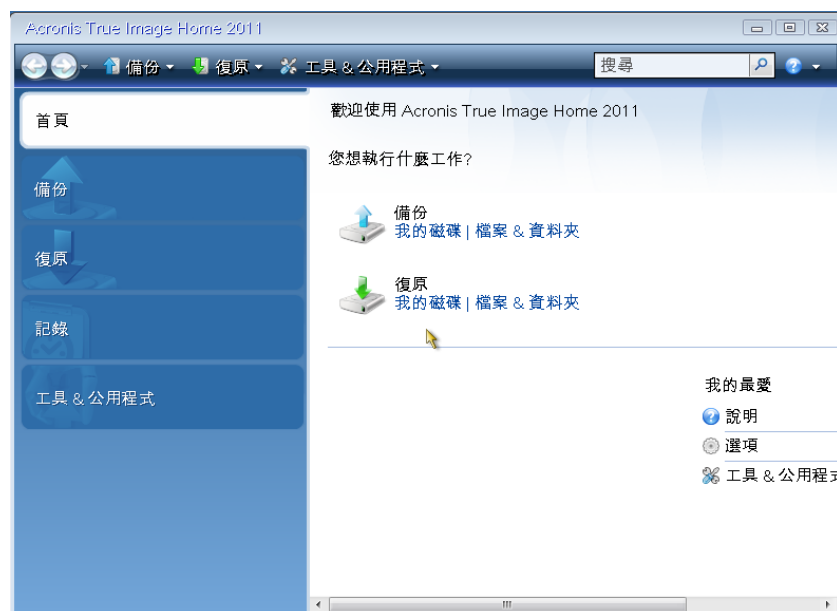 Acronis True Image Home 2011
備份 復原 工具 & 公用程式 搜尋
首頁
備份
復原
記錄
工具 & 公用程式
歡迎使用 Acronis True Image Home 2011
您想執行什麼工作?
備份
我的磁碟 | 檔案 & 資料夾
復原
我的磁碟 | 檔案 & 資料夾
我的最愛
說明
選項
工具 & 公用程式